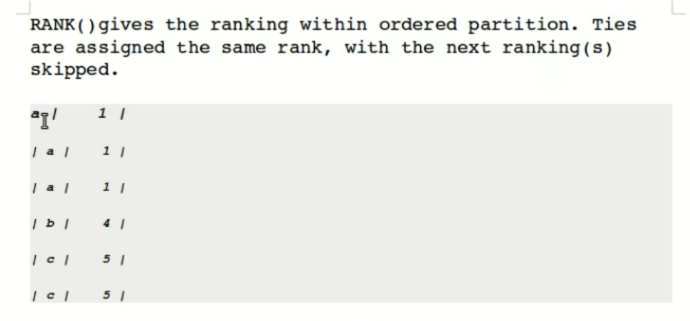 RANK()gives the ranking within ordered partition. Ties
are assigned the same rank, with the next ranking(s)
skipped.
a | 1 |
| a | 1 |
| a | 1 |
| b | 4 |
| c | 5 |
| c | 5 |